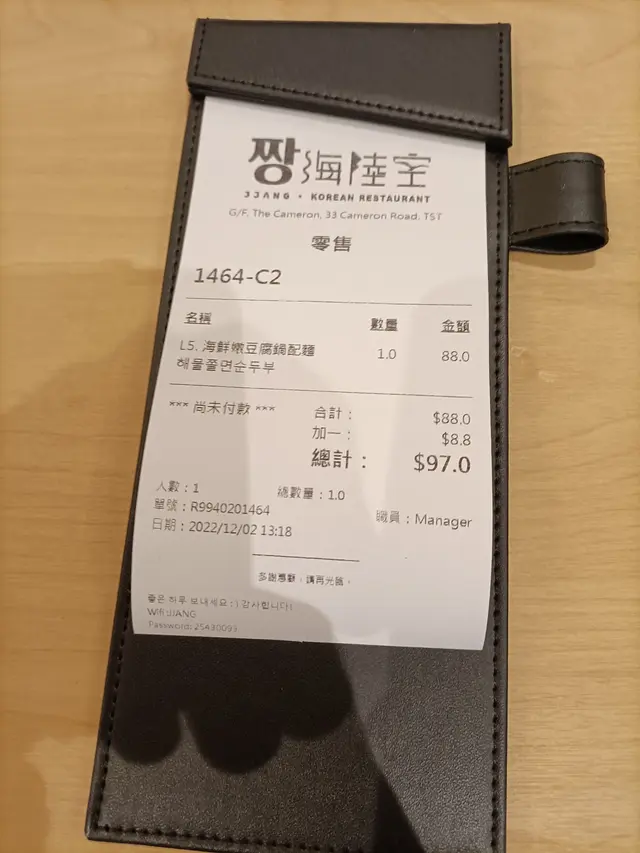 짱海陸空
JJANG • KOREAN RESTAURANT
G/F, The Cameron, 33 Cameron Road, TST
零售
1464-C2
名稱 數量 金額
L5. 海鮮嫩豆腐鍋配麵 1.0 88.0
해물쫄면순두부
*** 尚未付款 *** 合計： $88.0
加一： $8.8
總計： $97.0
人數：1 總數量：1.0
單號：R9940201464 職員：Manager
日期：2022/12/02 13:18
多謝惠顧，請再光臨。
좋은 하루 보내세요 : ) 감사합니다!
Wifi:JJANG
Password: 25430093